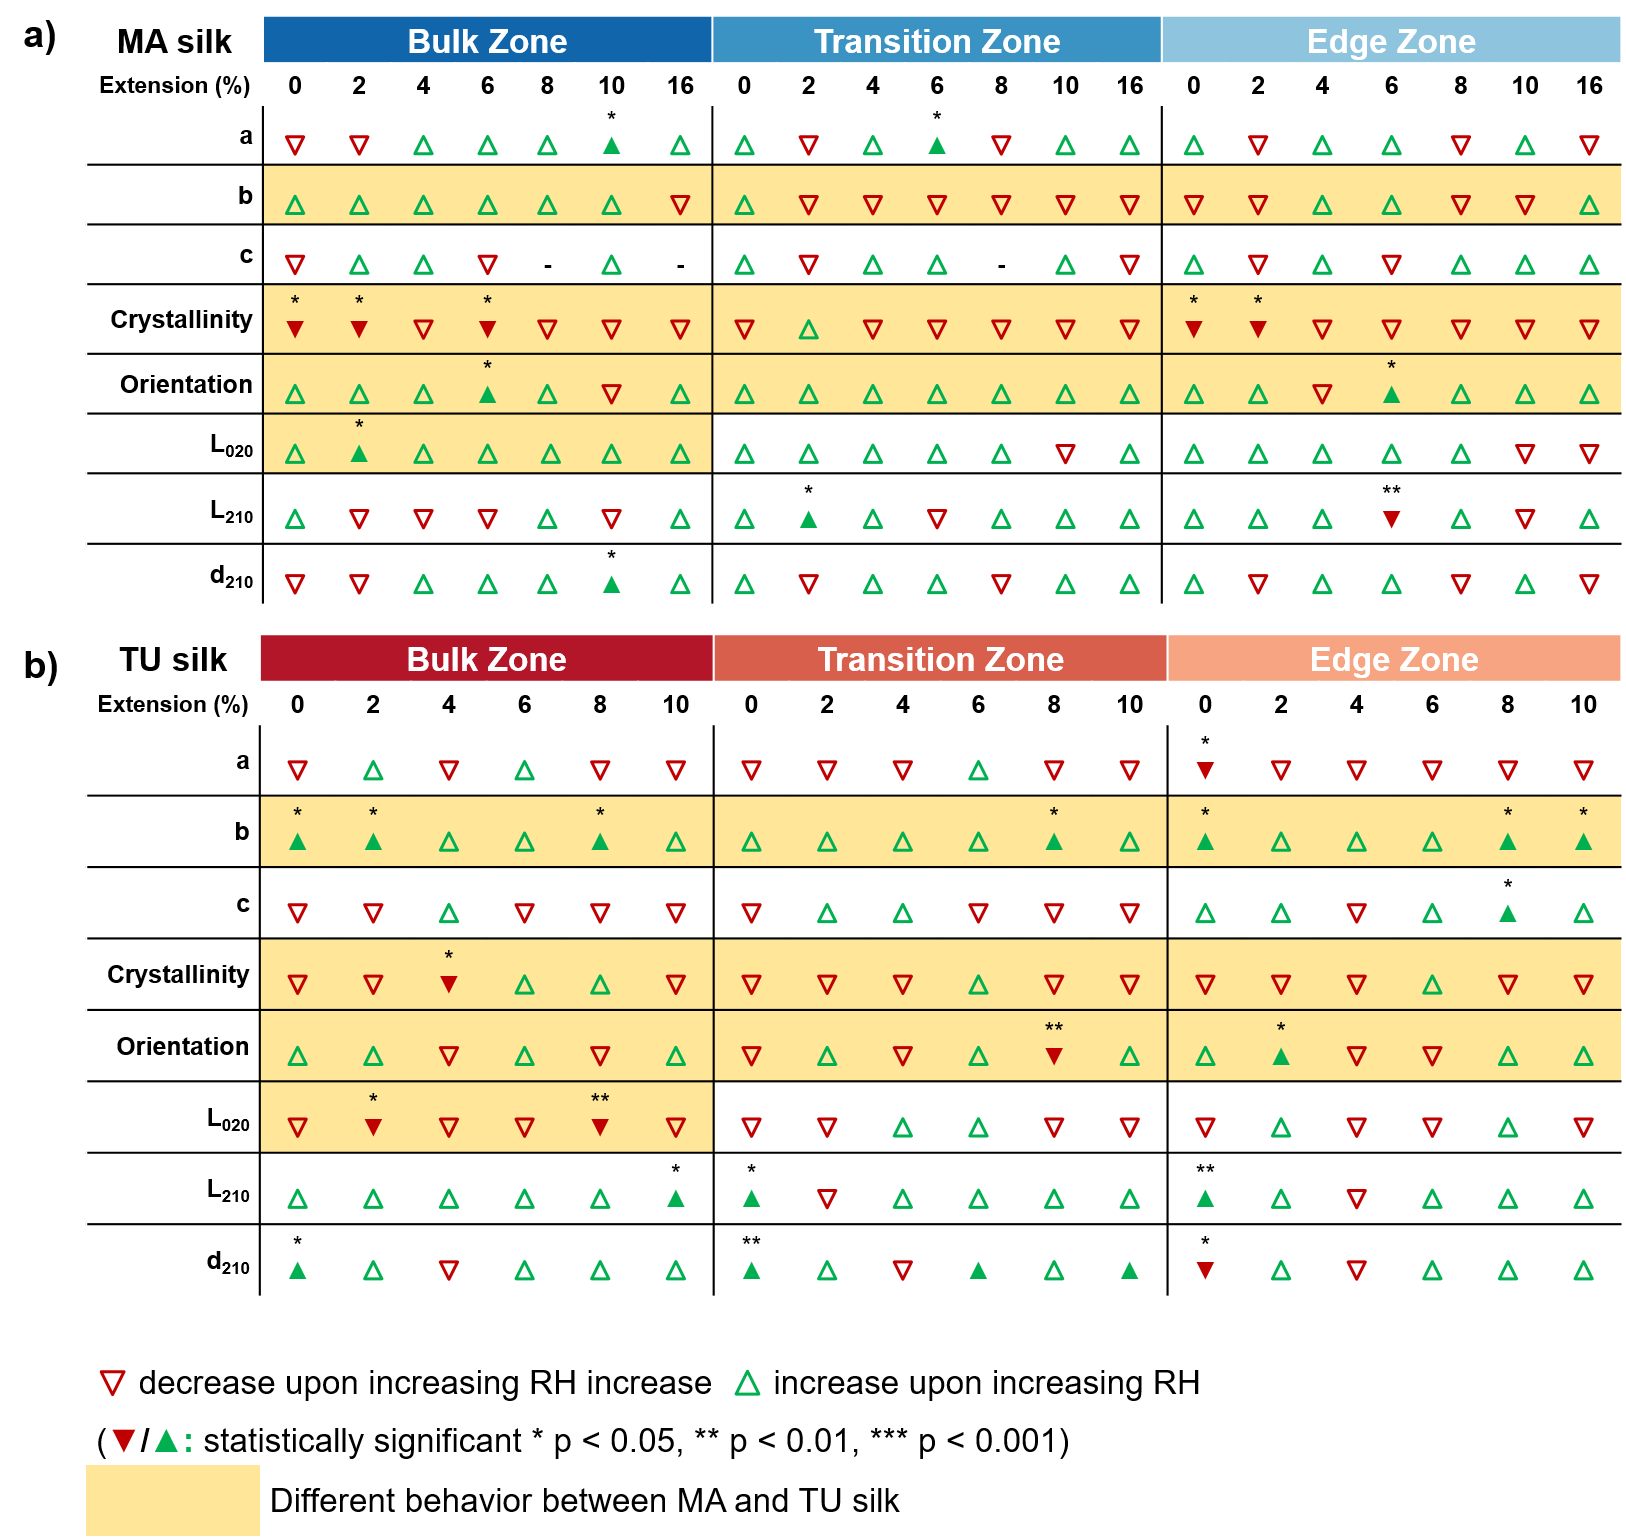 a) MA silk Bulk Zone Transition Zone Edge Zone
Extension (%) 0 2 4 6 8 10 16 0 2 4 6 8 10 16 0 2 4 6 8 10 16
* *
a
b
c - - -
* * * * *
Crystallinity
* *
Orientation
*
L020
* **
L210
*
d210
b) TU silk Bulk Zone Transition Zone Edge Zone
Extension (%) 0 2 4 6 8 10 0 2 4 6 8 10 0 2 4 6 8 10
*
a
* * * * * * *
b
*
c
*
Crystallinity
** *
Orientation
* **
L020
* * **
L210
* ** *
d210
decrease upon increasing RH increase increase upon increasing RH
( / : statistically significant * p < 0.05, ** p < 0.01, *** p < 0.001)
Different behavior between MA and TU silk